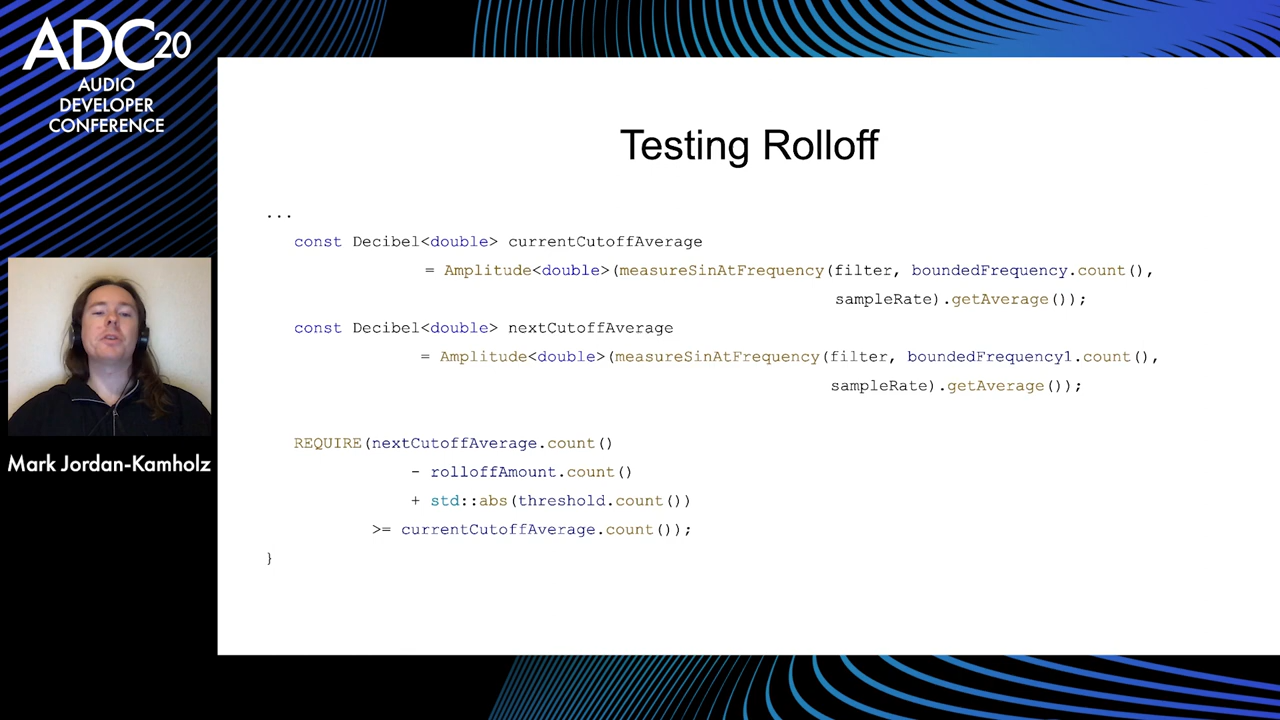 ADC20
AUDIO
DEVELOPER
CONFERENCE
Mark Jordan-Kamholz
Testing Rolloff
...
const Decibel<double> currentCutoffAverage
= Amplitude<double>(measureSinAtFrequency(filter, boundedFrequency.count(),
sampleRate).getAverage());
const Decibel<double> nextCutoffAverage
= Amplitude<double>(measureSinAtFrequency(filter, boundedFrequency1.count(),
sampleRate).getAverage());
REQUIRE(nextCutoffAverage.count()
- rolloffAmount.count()
+ std::abs(threshold.count())
>= currentCutoffAverage.count());
}